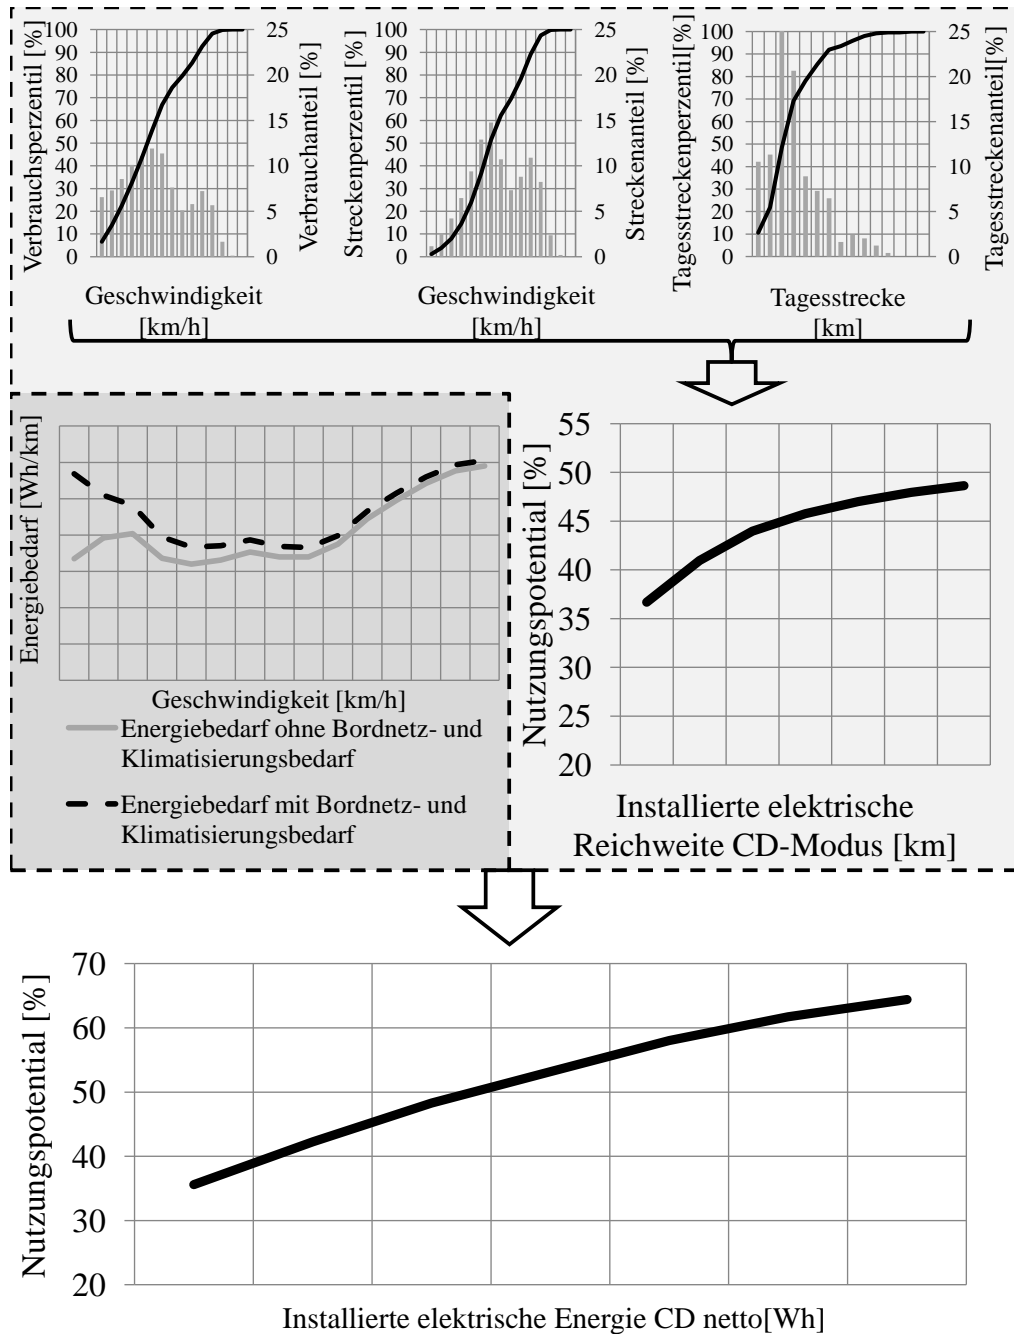 Verbrauchsperzentil [%]
100
90
80
70
60
50
40
30
20
10
0
25
20
15
10
5
0
Verbrauchanteil [%]
Geschwindigkeit
[km/h]
Streckenperzentil [%]
100
90
80
70
60
50
40
30
20
10
0
25
20
15
10
5
0
Streckenanteil [%]
Geschwindigkeit
[km/h]
Tagesstreckenperzentil[%]
100
90
80
70
60
50
40
30
20
10
0
25
20
15
10
5
0
Tagesstreckenanteil[%]
Tagesstrecke
[km]
Energiebedarf [Wh/km]
Geschwindigkeit [km/h]
Energiebedarf ohne Bordnetz- und
Klimatisierungsbedarf
Energiebedarf mit Bordnetz- und
Klimatisierungsbedarf
Nutzungspotential [%]
55
50
45
40
35
30
25
20
Installierte elektrische
Reichweite CD-Modus [km]
Nutzungspotential [%]
70
60
50
40
30
20
Installierte elektrische Energie CD netto[Wh]